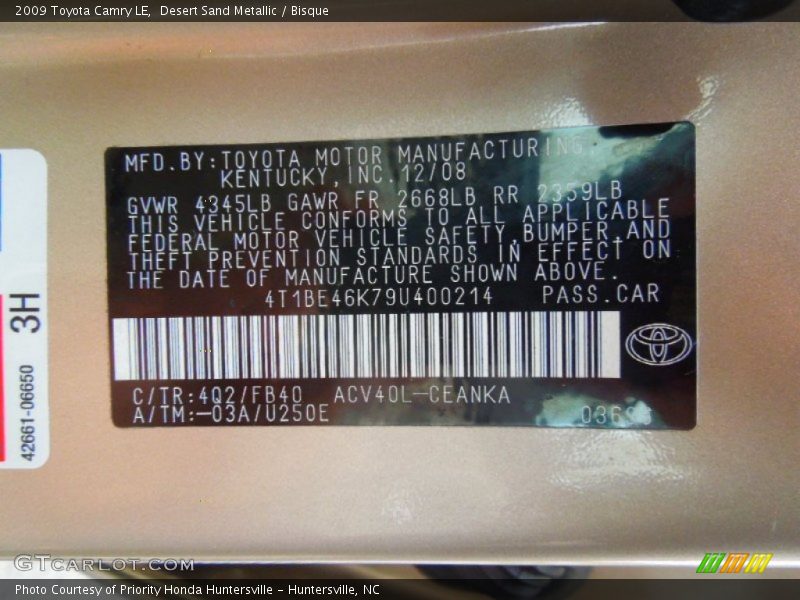 2009 Toyota Camry LE, Desert Sand Metallic / Bisque
MFD.BY:TOYOTA MOTOR MANUFACTURING,
KENTUCKY,INC.12/08
GVWR 4345LB GAWR FR 2668LB RR 2359LB
THIS VEHICLE CONFORMS TO ALL APPLICABLE
FEDERAL MOTOR VEHICLE SAFETY,BUMPER,AND
THEFT PREVENTION STANDARDS IN EFFECT ON
THE DATE OF MANUFACTURE SHOWN ABOVE.
4T1BE46K79U400214 PASS.CAR
C/TR:4Q2/FB40 ACV40L-CEANKA
A/TM:-03A/U250E
3H
42661-06650
GTCARLOT.COM
Photo Courtesy of Priority Honda Huntersville - Huntersville, NC